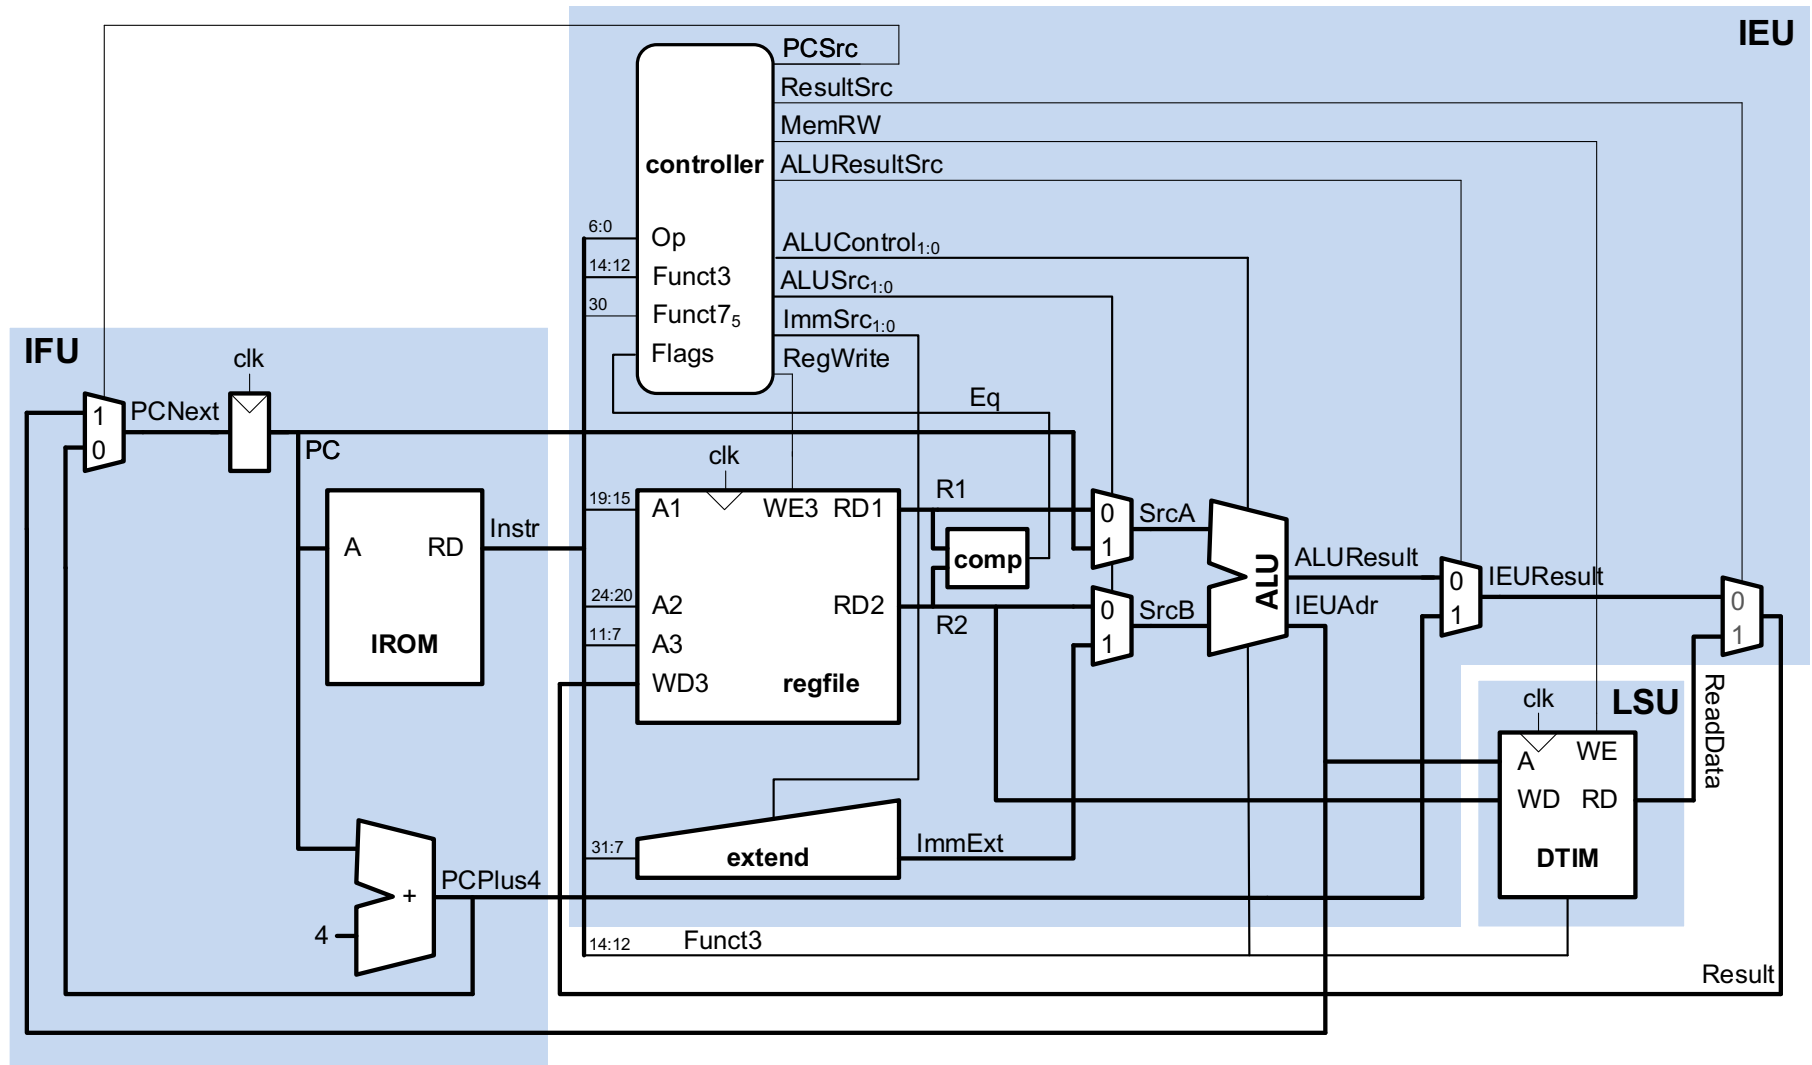 IEU
PCSrc
ResultSrc
MemRW
controller
ALUResultSrc
6:0
Op
ALUControl1:0
14:12
Funct3
ALUSrc1:0
30
Funct75
ImmSrc1:0
Flags
RegWrite
IFU
clk
Eq
1
0
PCNext
PC
clk
19:15
A1
WE3
RD1
R1
0
1
SrcA
Instr
A
RD
comp
ALU
ALUResult
0
1
IEUResult
24:20
A2
RD2
R2
0
1
SrcB
IEUAdr
0
1
11:7
A3
IROM
WD3
regfile
ReadData
clk
LSU
A
WE
WD
RD
DTIM
31:7
extend
ImmExt
PCPlus4
+
4
14:12
Funct3
Result